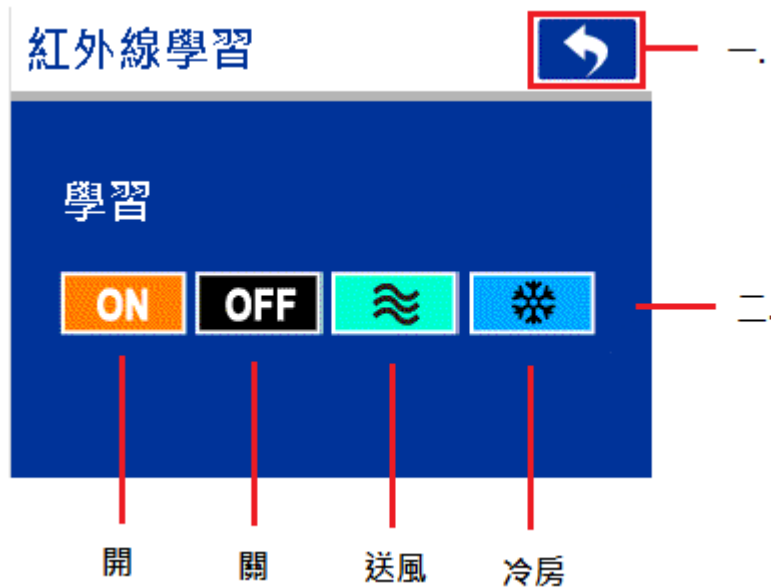 紅外線學習
一.
學習
ON OFF
二.
開 關 送風 冷房